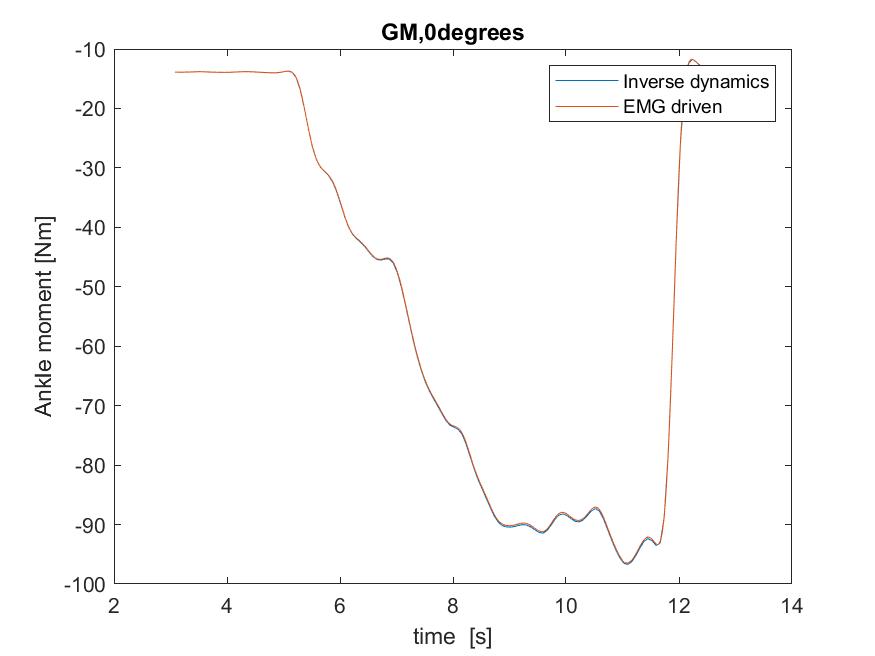 GM,0degrees
-10
-20
-30
-40
-50
-60
-70
-80
-90
-100
Ankle moment [Nm]
Inverse dynamics
EMG driven
2 4 6 8 10 12 14
time [s]